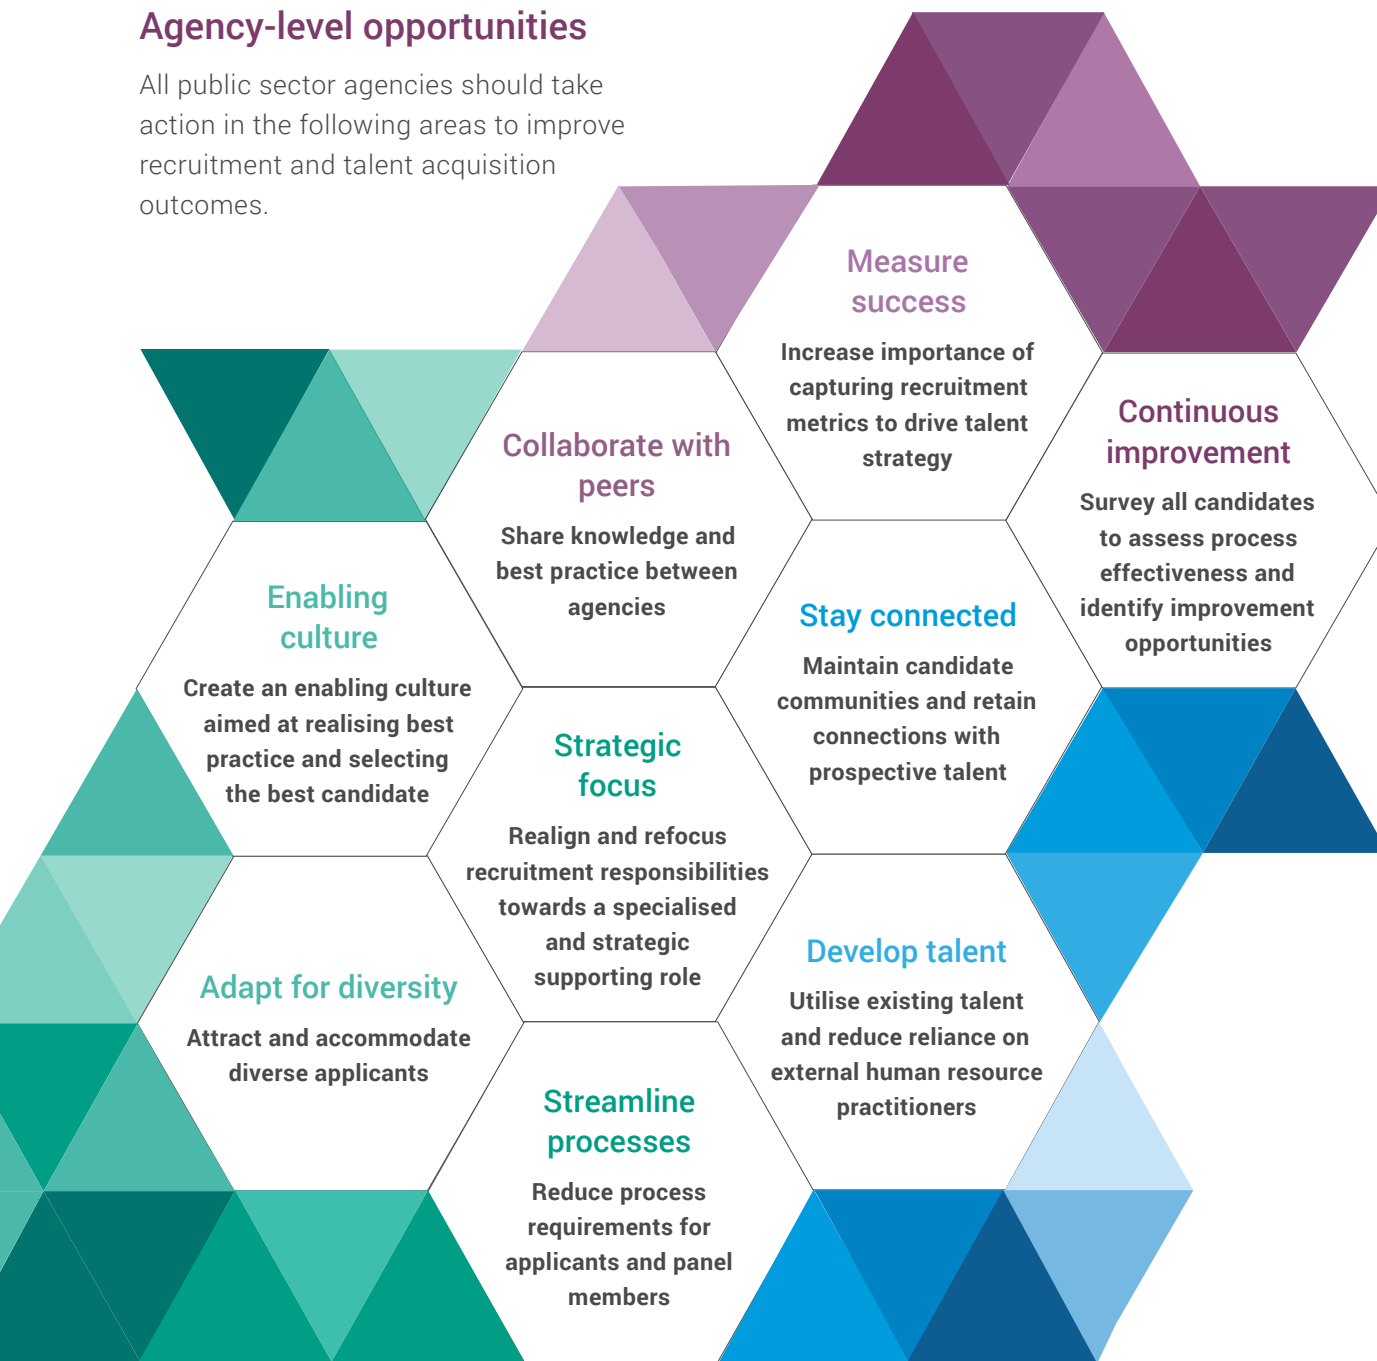 Agency-level opportunities
All public sector agencies should take
action in the following areas to improve
recruitment and talent acquisition
outcomes.
Measure
success
Increase importance of
capturing recruitment
metrics to drive talent
strategy
Continuous
improvement
Survey all candidates
to assess process
effectiveness and
identify improvement
opportunities
Collaborate with
peers
Share knowledge and
best practice between
agencies
Enabling
culture
Create an enabling culture
aimed at realising best
practice and selecting
the best candidate
Stay connected
Maintain candidate
communities and retain
connections with
prospective talent
Strategic
focus
Realign and refocus
recruitment responsibilities
towards a specialised
and strategic
supporting role
Adapt for diversity
Attract and accommodate
diverse applicants
Develop talent
Utilise existing talent
and reduce reliance on
external human resource
practitioners
Streamline
processes
Reduce process
requirements for
applicants and panel
members